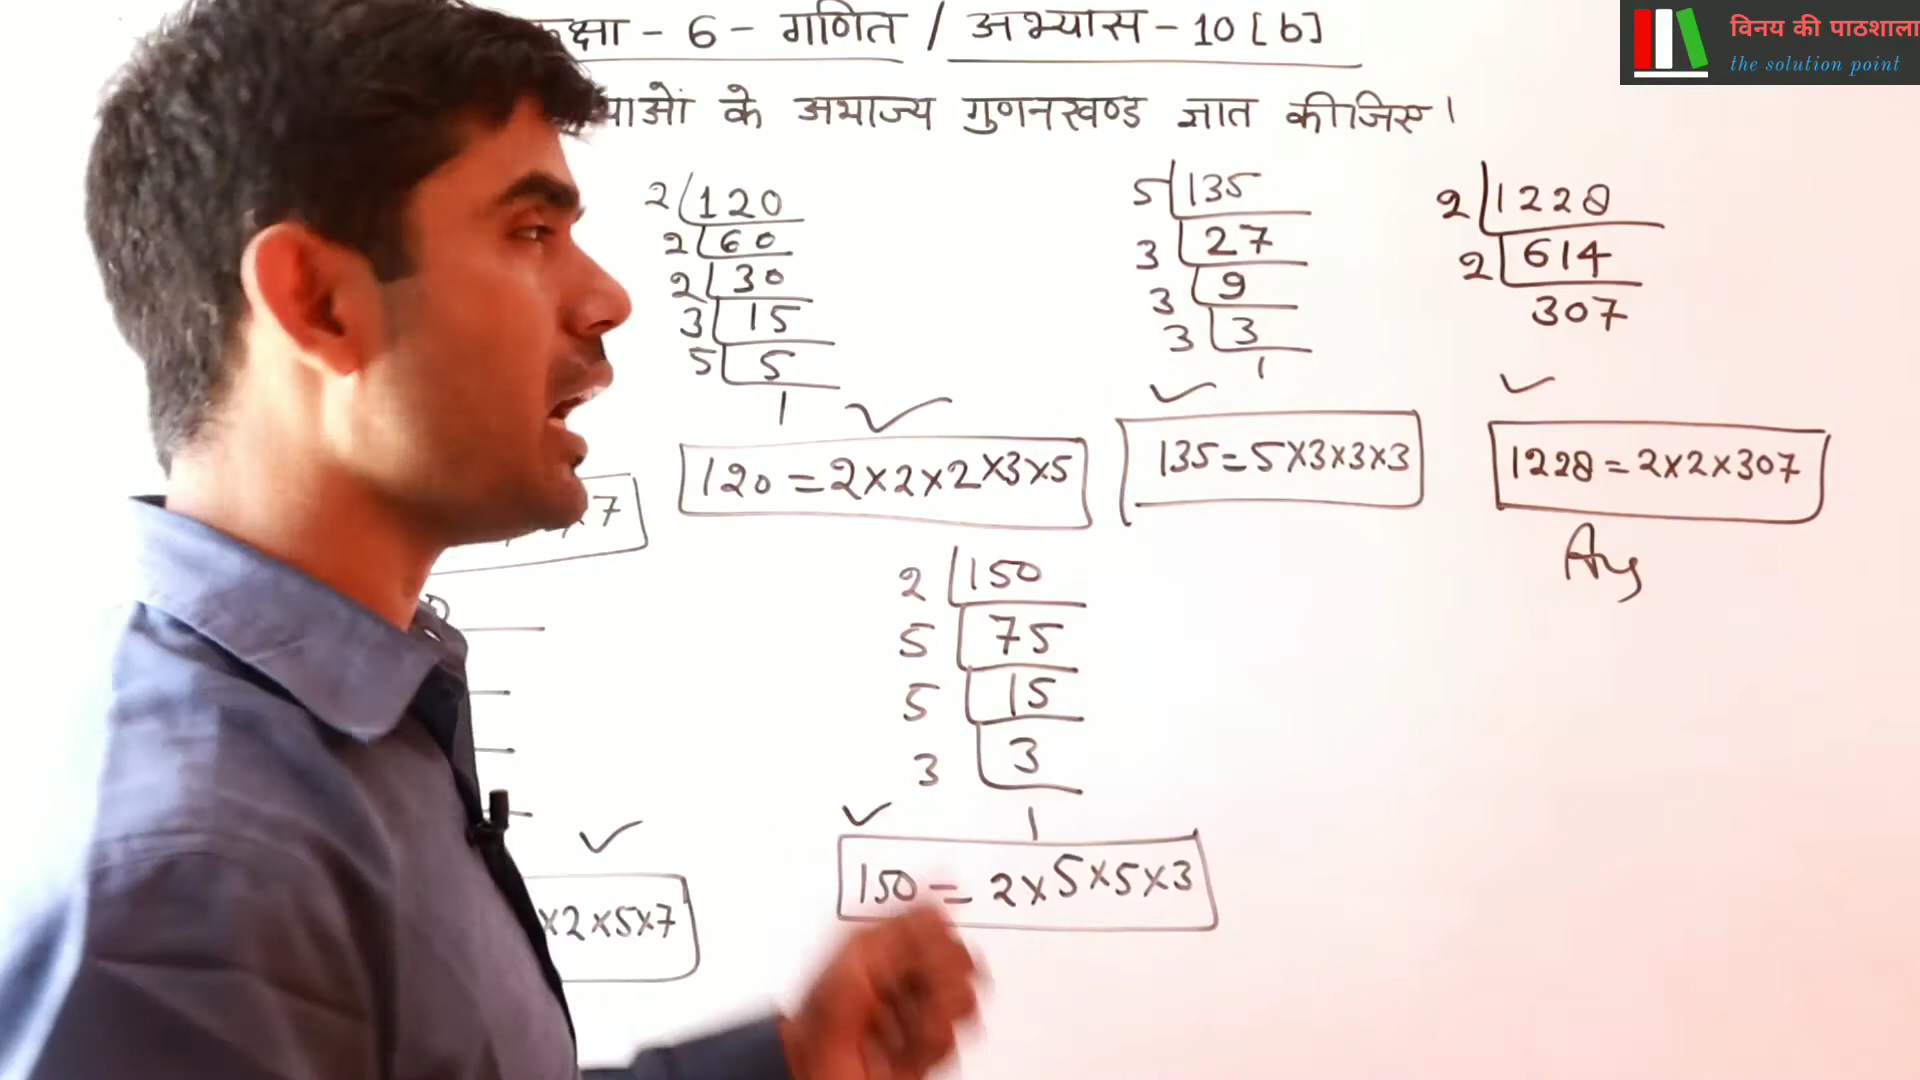 कक्षा - 6 - गणित / अभ्यास - 10 [b]
के अभाज्य गुणनखण्ड ज्ञात कीजिए।
विनय की पाठशाला
the solution point
2 120
2 60
2 30
3 15
5 5
1
120 = 2×2×2×3×5
5 135
3 27
3 9
3 3
1
135 = 5×3×3×3
2 1228
2 614
307
1228 = 2×2×307
Ans
×7
2 150
5 75
5 15
3 3
1
150 = 2×5×5×3
×2×5×7